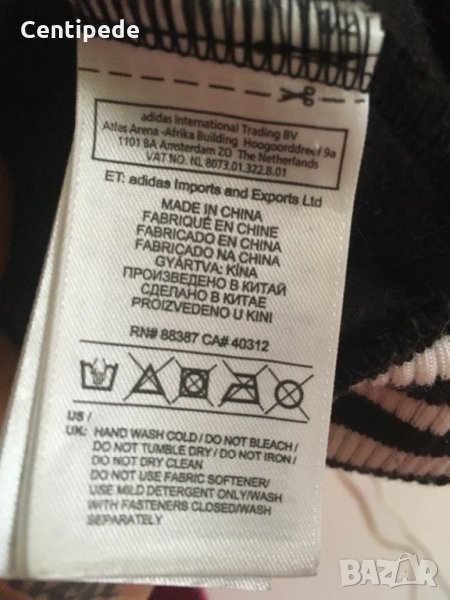 Centipede
adidas International Trading BV
Atlas Arena -Afrika Building Hoogoorddreef 9a
1101 BA Amsterdam ZO The Netherlands
VAT NO. NL 8073.01.322.B.01
ET: adidas Imports and Exports Ltd
MADE IN CHINA
FABRIQUÉ EN CHINE
FABRICADO EN CHINA
FABRICADO NA CHINA
GYÁRTVA: KÍNA
ПРОИЗВЕДЕНО В КИТАЙ
СДЕЛАНО В КИТАЕ
PROIZVEDENO U KINI
RN# 88387 CA# 40312
US /
UK: HAND WASH COLD / DO NOT BLEACH /
DO NOT TUMBLE DRY / DO NOT IRON /
DO NOT DRY CLEAN
DO NOT USE FABRIC SOFTENER/
USE MILD DETERGENT ONLY/WASH
WITH FASTENERS CLOSED/WASH
SEPARATELY
BAZAR